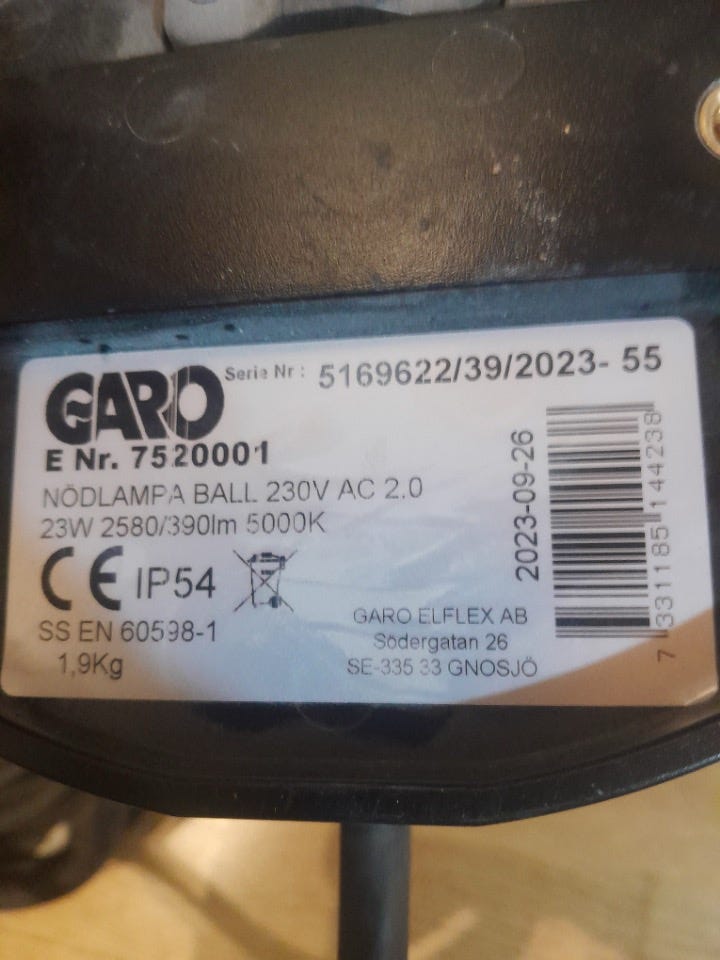 GARO Serie Nr : 5169622/39/2023- 55
E Nr. 7520001
NÖDLAMPA BALL 230V AC 2.0
23W 2580/390lm 5000K
CE IP54
SS EN 60598-1
1,9Kg
GARO ELFLEX AB
Södergatan 26
SE-335 33 GNOSJÖ
2023-09-26
7 331185 144238